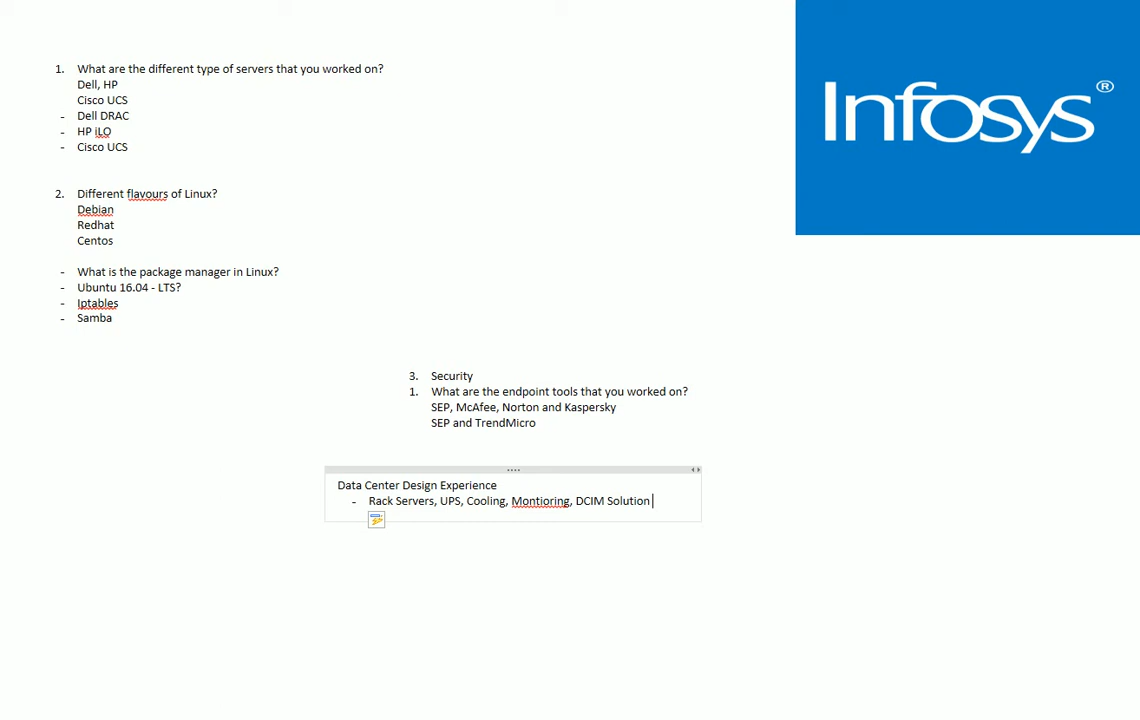 Infosys®
1. What are the different type of servers that you worked on?
Dell, HP
Cisco UCS
- Dell DRAC
- HP iLO
- Cisco UCS
2. Different flavours of Linux?
Debian
Redhat
Centos
- What is the package manager in Linux?
- Ubuntu 16.04 - LTS?
- Iptables
- Samba
3. Security
1. What are the endpoint tools that you worked on?
SEP, McAfee, Norton and Kaspersky
SEP and TrendMicro
Data Center Design Experience
- Rack Servers, UPS, Cooling, Montioring, DCIM Solution